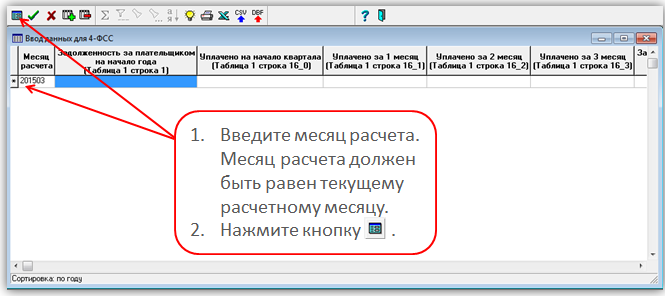 CSV DBF
Ввод данных для 4-ФСС
Месяц расчета
Задолженность за плательщиком на начало года (Таблица 1 строка 1)
Уплачено на начало квартала (Таблица 1 строка 16_0)
Уплачено за 1 месяц (Таблица 1 строка 16_1)
Уплачено за 2 месяц (Таблица 1 строка 16_2)
Уплачено за 3 месяц (Таблица 1 строка 16_3)
За
201503
1. Введите месяц расчета.
Месяц расчета должен
быть равен текущему
расчетному месяцу.
2. Нажмите кнопку .
Сортировка: по году